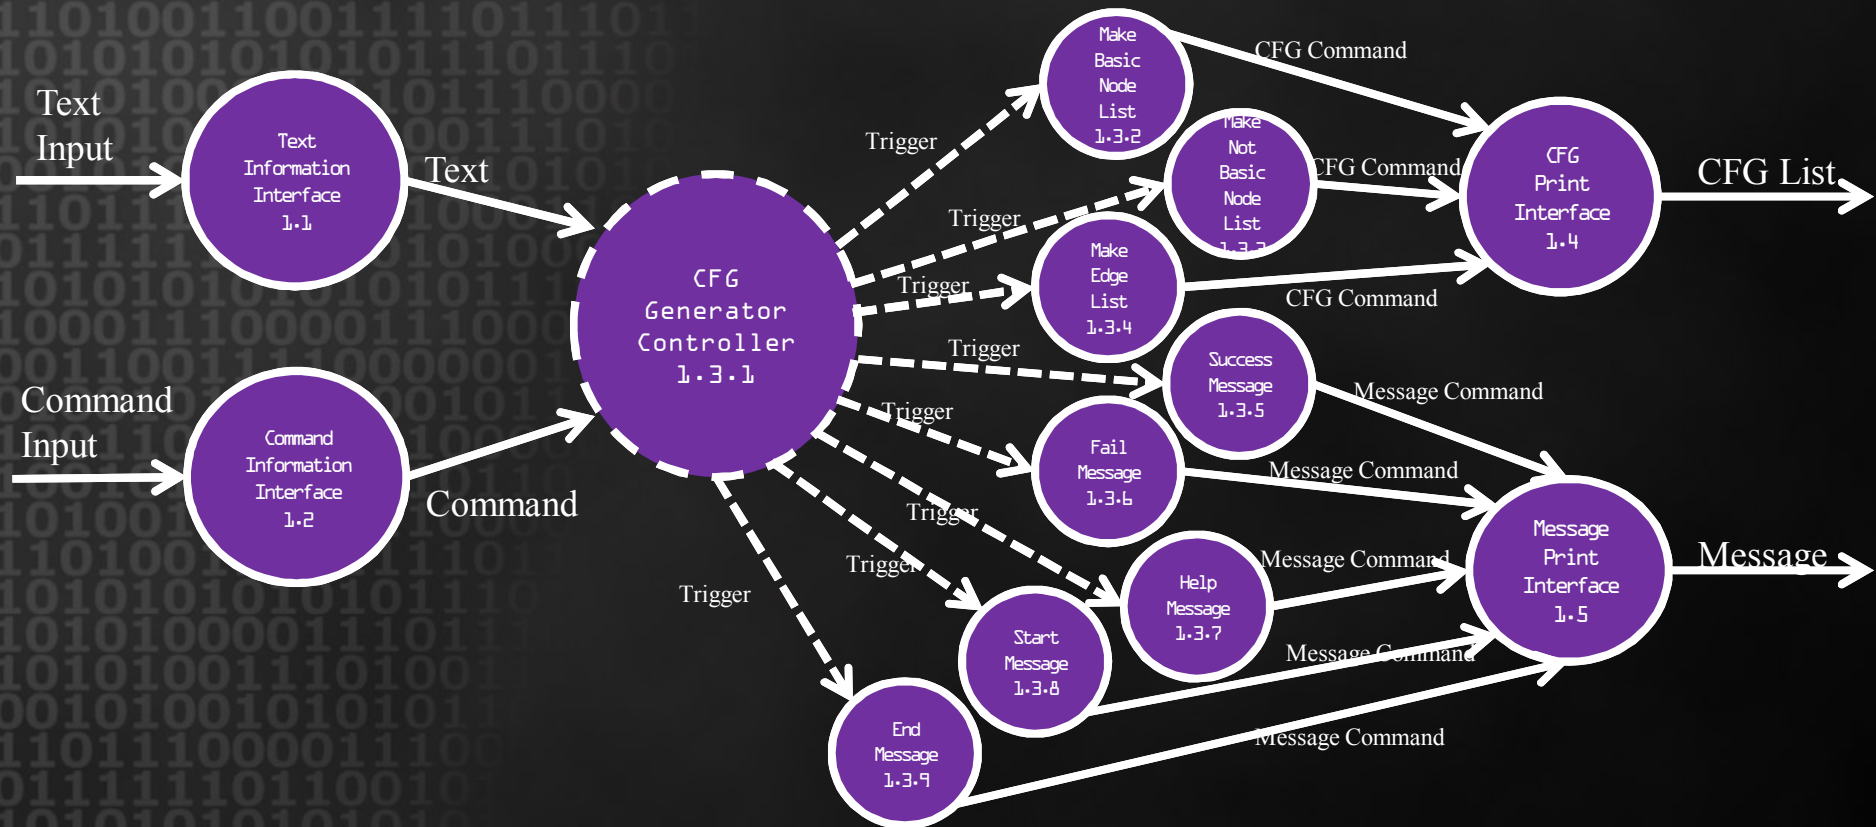 Text
Input
Text
Information
Interface
1.1
Text
Command
Input
Command
Information
Interface
1.2
Command
CFG
Generator
Controller
1.3.1
Trigger
Trigger
Trigger
Trigger
Trigger
Trigger
Trigger
Trigger
Make
Basic
Node
List
1.3.2
Make
Not
Basic
Node
List
1.3.3
Make
Edge
List
1.3.4
Success
Message
1.3.5
Fail
Message
1.3.6
Help
Message
1.3.7
Start
Message
1.3.8
End
Message
1.3.9
CFG Command
CFG Command
CFG Command
Message Command
Message Command
Message Command
Message Command
Message Command
CFG
Print
Interface
1.4
CFG List
Message
Print
Interface
1.5
Message